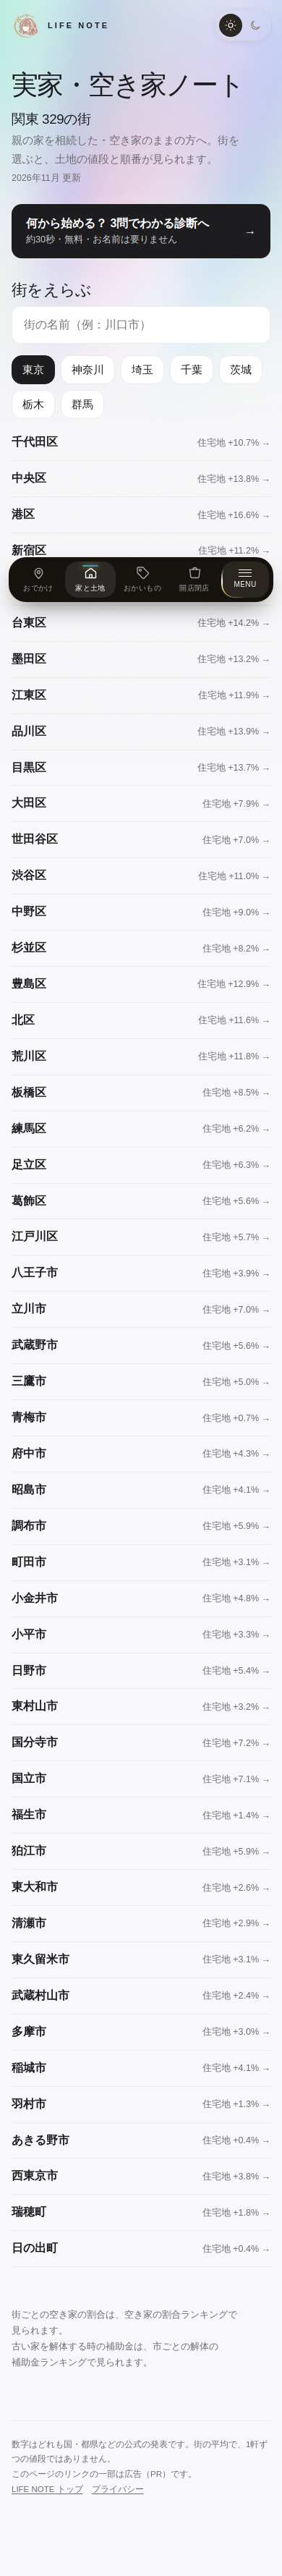 LIFE NOTE
実家・空き家ノート
関東 329の街
親の家を相続した・空き家のままの方へ。街を
選ぶと、土地の値段と順番が見られます。
2026年11月 更新
何から始める？ 3問でわかる診断へ
約30秒・無料・お名前は要りません
→
街をえらぶ
街の名前（例：川口市）
東京 神奈川 埼玉 千葉 茨城
栃木 群馬
千代田区 住宅地 +10.7% →
中央区 住宅地 +13.8% →
港区 住宅地 +16.6% →
新宿区 住宅地 +11.2% →
おでかけ 家と土地 おかいもの 開店閉店 MENU
台東区 住宅地 +14.2% →
墨田区 住宅地 +13.2% →
江東区 住宅地 +11.9% →
品川区 住宅地 +13.9% →
目黒区 住宅地 +13.7% →
大田区 住宅地 +7.9% →
世田谷区 住宅地 +7.0% →
渋谷区 住宅地 +11.0% →
中野区 住宅地 +9.0% →
杉並区 住宅地 +8.2% →
豊島区 住宅地 +12.9% →
北区 住宅地 +11.6% →
荒川区 住宅地 +11.8% →
板橋区 住宅地 +8.5% →
練馬区 住宅地 +6.2% →
足立区 住宅地 +6.3% →
葛飾区 住宅地 +5.6% →
江戸川区 住宅地 +5.7% →
八王子市 住宅地 +3.9% →
立川市 住宅地 +7.0% →
武蔵野市 住宅地 +5.6% →
三鷹市 住宅地 +5.0% →
青梅市 住宅地 +0.7% →
府中市 住宅地 +4.3% →
昭島市 住宅地 +4.1% →
調布市 住宅地 +5.9% →
町田市 住宅地 +3.1% →
小金井市 住宅地 +4.8% →
小平市 住宅地 +3.3% →
日野市 住宅地 +5.4% →
東村山市 住宅地 +3.2% →
国分寺市 住宅地 +7.2% →
国立市 住宅地 +7.1% →
福生市 住宅地 +1.4% →
狛江市 住宅地 +5.9% →
東大和市 住宅地 +2.6% →
清瀬市 住宅地 +2.9% →
東久留米市 住宅地 +3.1% →
武蔵村山市 住宅地 +2.4% →
多摩市 住宅地 +3.0% →
稲城市 住宅地 +4.1% →
羽村市 住宅地 +1.3% →
あきる野市 住宅地 +0.4% →
西東京市 住宅地 +3.8% →
瑞穂町 住宅地 +1.8% →
日の出町 住宅地 +0.4% →
街ごとの空き家の割合は、空き家の割合ランキングで
見られます。
古い家を解体する時の補助金は、市ごとの解体の
補助金ランキングで見られます。
数字はどれも国・都県などの公式の発表です。街の平均で、1軒ず
つの値段ではありません。
このページのリンクの一部は広告（PR）です。
LIFE NOTE トップ プライバシー